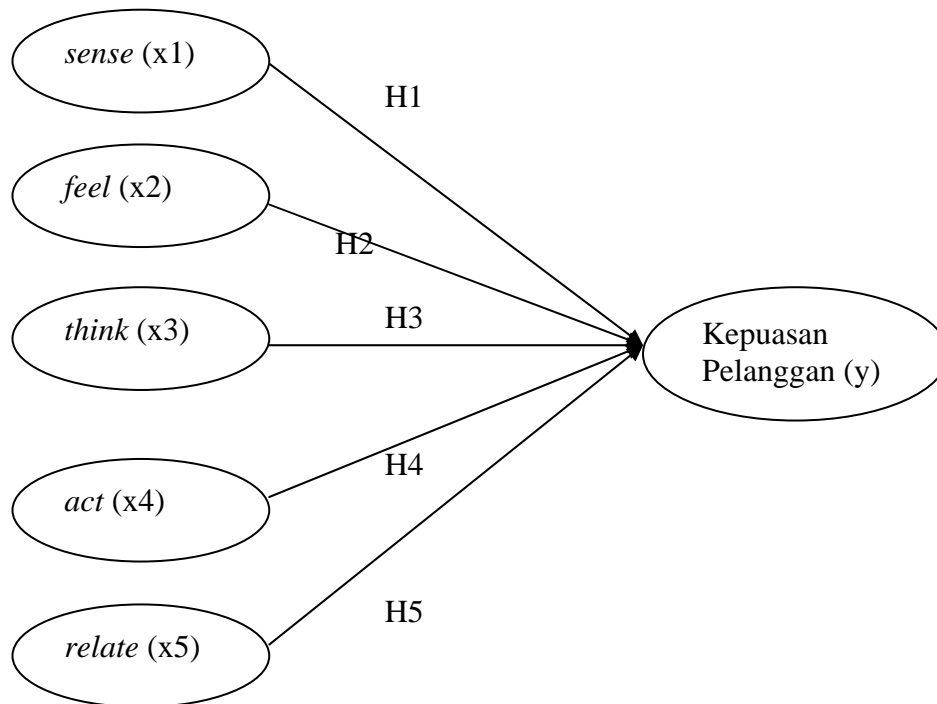 sense (x1)
H1
feel (x2)
H2
think (x3)
H3
Kepuasan
Pelanggan (y)
act (x4)
H4
relate (x5)
H5